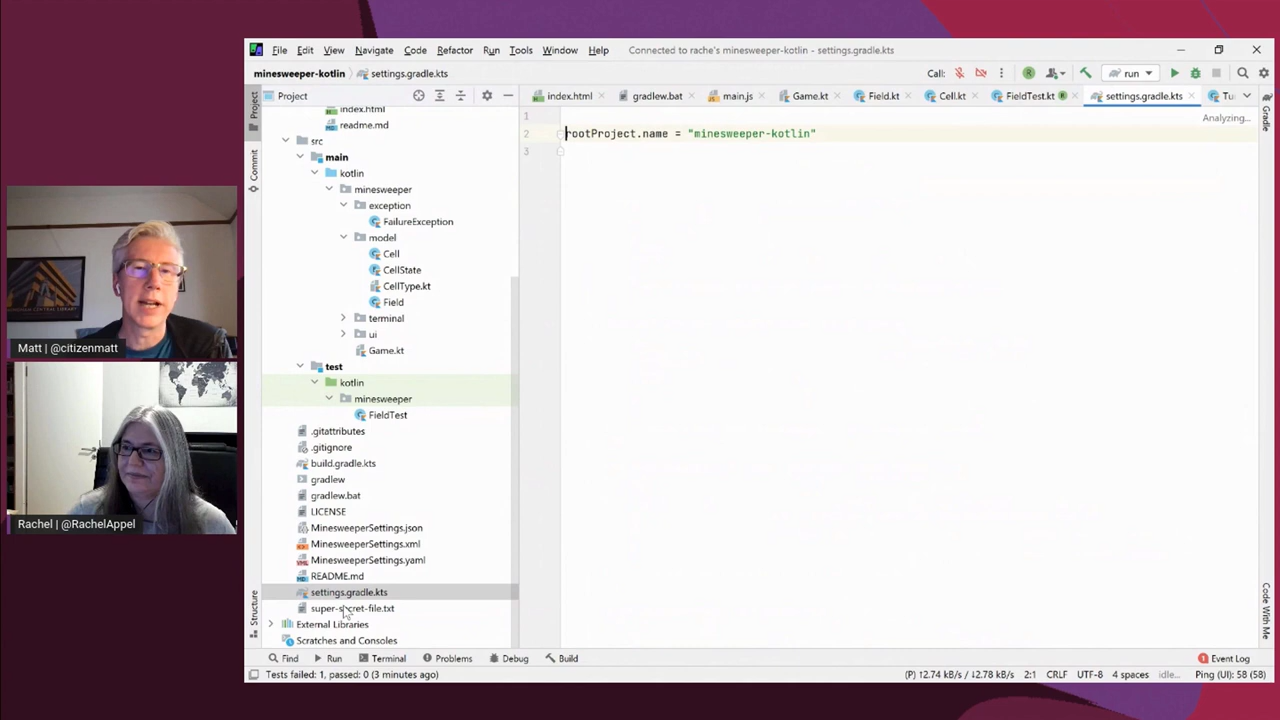 File Edit View Navigate Code Refactor Run Tools Window Help Connected to rache's minesweeper-kotlin - settings.gradle.kts
minesweeper-kotlin settings.gradle.kts Call: run
Project
index.html gradlew.bat main.js Game.kt Field.kt Cell.kt FieldTest.kt settings.gradle.kts Tu
Project
Commit
Structure
index.html
readme.md
src
main
kotlin
minesweeper
exception
FailureException
model
Cell
CellState
CellType.kt
Field
terminal
ui
Game.kt
test
kotlin
minesweeper
FieldTest
.gitattributes
.gitignore
build.gradle.kts
gradlew
gradlew.bat
LICENSE
MinesweeperSettings.json
MinesweeperSettings.xml
MinesweeperSettings.yaml
README.md
settings.gradle.kts
super-secret-file.txt
External Libraries
Scratches and Consoles
1
2 rootProject.name = "minesweeper-kotlin"
3
Analyzing...
Gradle
Code With Me
Matt | @citizenmatt
Rachel | @RachelAppel
Find Run Terminal Problems Debug Build 1 Event Log
Tests failed: 1, passed: 0 (3 minutes ago) (P) ↑2.74 kB/s / ↓2.78 kB/s 2:1 CRLF UTF-8 4 spaces idle... Ping (UI): 58 (58)